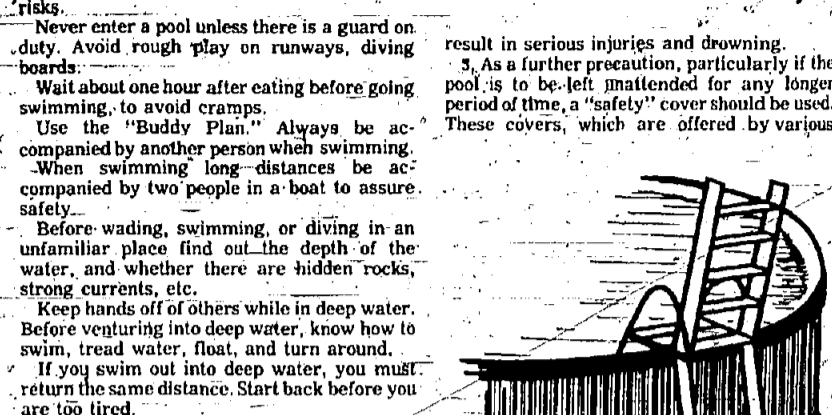 risks.
Never enter a pool unless there is a guard on
duty. Avoid rough play on runways, diving
boards.
Wait about one hour after eating before going
swimming, to avoid cramps.
Use the "Buddy Plan." Always be ac-
companied by another person when swimming.
When swimming long distances be ac-
companied by two people in a boat to assure
safety
Before wading, swimming, or diving in an
unfamiliar place find out the depth of the
water, and whether there are hidden rocks,
strong currents, etc.
Keep hands off of others while in deep water.
Before venturing into deep water, know how to
swim, tread water, float, and turn around.
If you swim out into deep water, you must
return the same distance. Start back before you
are too tired.
result in serious injuries and drowning.
5. As a further precaution, particularly if the
pool is to be left unattended for any longer
period of time, a "safety" cover should be used.
These covers, which are offered by various